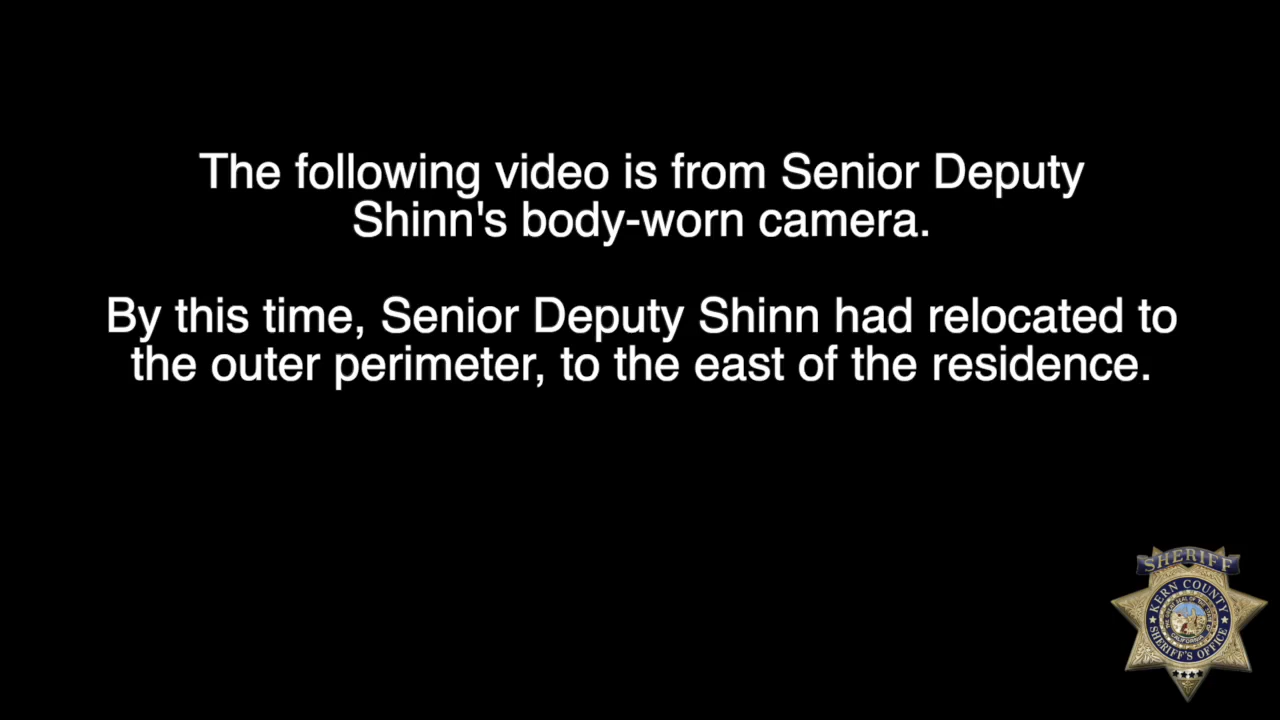 The following video is from Senior Deputy
Shinn's body-worn camera.
By this time, Senior Deputy Shinn had relocated to
the outer perimeter, to the east of the residence.
SHERIFF
KERN COUNTY
SHERIFF'S OFFICE